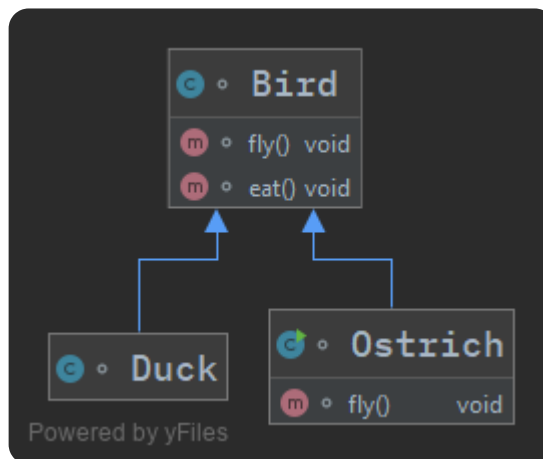 Bird
fly() void
eat() void
Duck
Ostrich
fly() void
Powered by yFiles